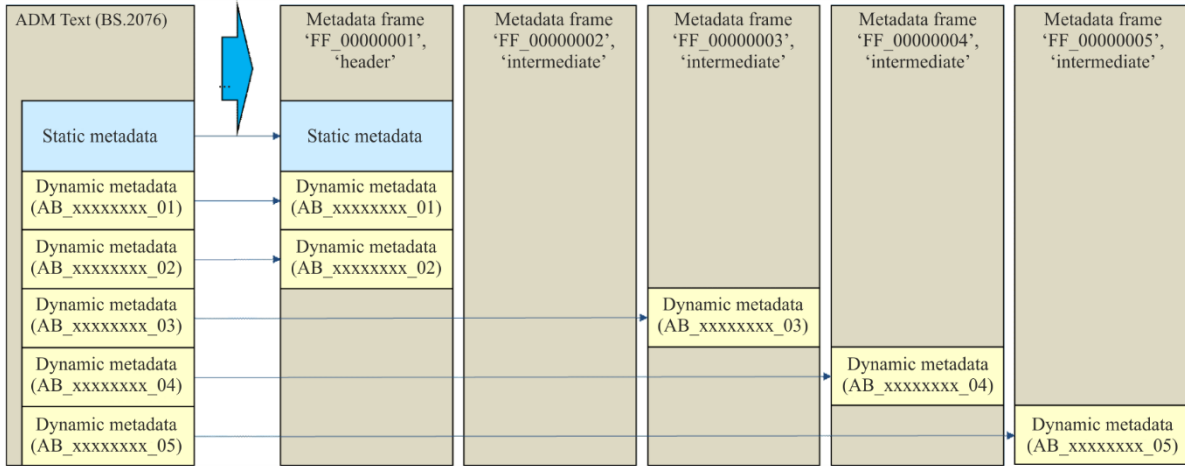 ADM Text (BS.2076)
...
Static metadata
Dynamic metadata
(AB_xxxxxxxx_01)
Dynamic metadata
(AB_xxxxxxxx_02)
Dynamic metadata
(AB_xxxxxxxx_03)
Dynamic metadata
(AB_xxxxxxxx_04)
Dynamic metadata
(AB_xxxxxxxx_05)
Metadata frame
‘FF_00000001’,
‘header’
Static metadata
Dynamic metadata
(AB_xxxxxxxx_01)
Dynamic metadata
(AB_xxxxxxxx_02)
Metadata frame
‘FF_00000002’,
‘intermediate’
Metadata frame
‘FF_00000003’,
‘intermediate’
Dynamic metadata
(AB_xxxxxxxx_03)
Metadata frame
‘FF_00000004’,
‘intermediate’
Dynamic metadata
(AB_xxxxxxxx_04)
Metadata frame
‘FF_00000005’,
‘intermediate’
Dynamic metadata
(AB_xxxxxxxx_05)